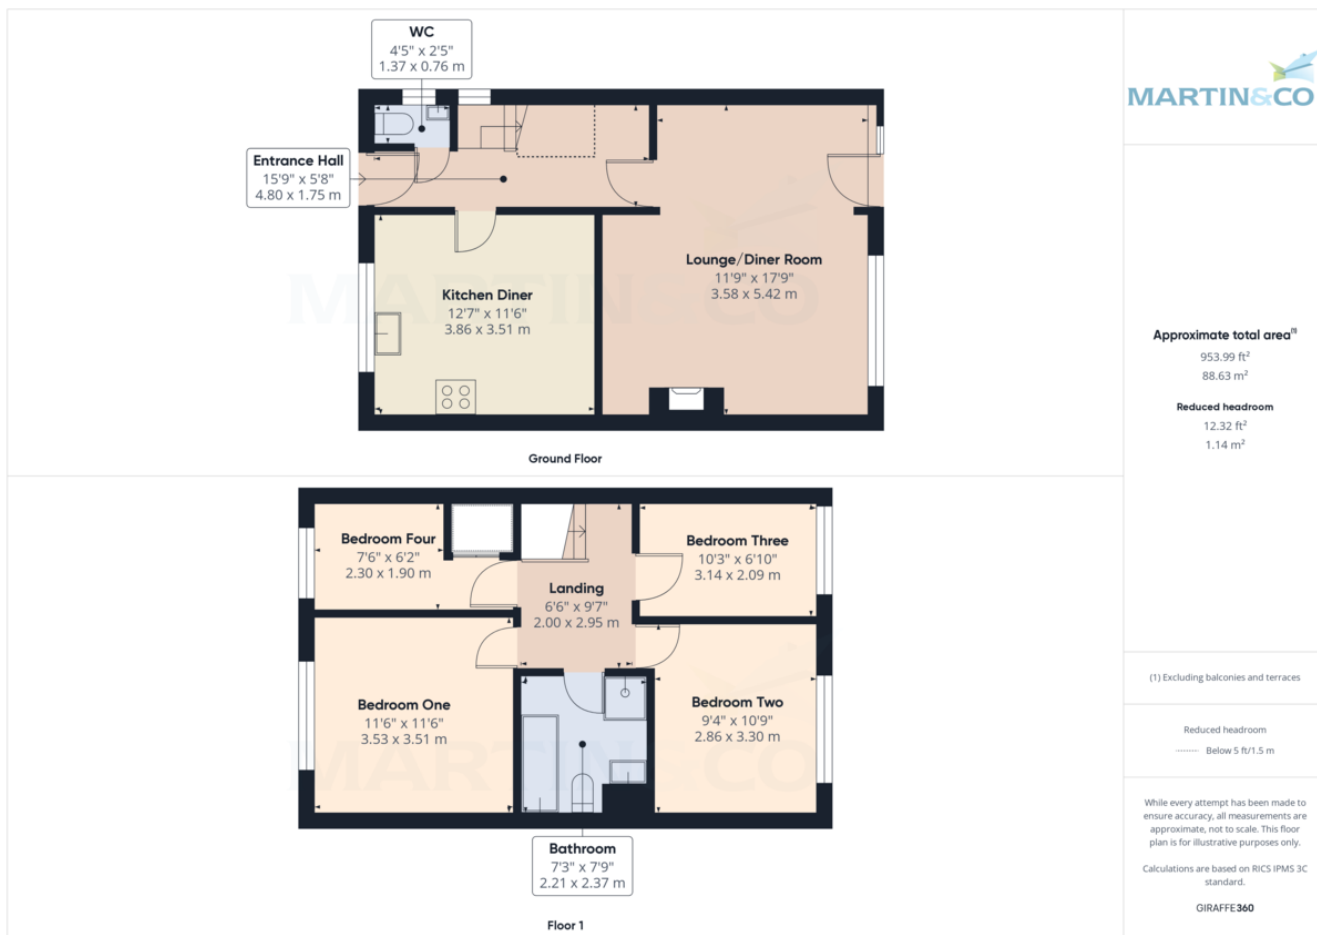 WC
4'5" x 2'5"
1.37 x 0.76 m
Entrance Hall
15'9" x 5'8"
4.80 x 1.75 m
Lounge/Diner Room
11'9" x 17'9"
3.58 x 5.42 m
Kitchen Diner
12'7" x 11'6"
3.86 x 3.51 m
MARTIN&CO
Ground Floor
Bedroom Four
7'6" x 6'2"
2.30 x 1.90 m
Bedroom Three
10'3" x 6'10"
3.14 x 2.09 m
Landing
6'6" x 9'7"
2.00 x 2.95 m
Bedroom One
11'6" x 11'6"
3.53 x 3.51 m
Bedroom Two
9'4" x 10'9"
2.86 x 3.30 m
MARTIN&CO
Bathroom
7'3" x 7'9"
2.21 x 2.37 m
Floor 1
MARTIN&CO
Approximate total area(1)
953.99 ft²
88.63 m²
Reduced headroom
12.32 ft²
1.14 m²
(1) Excluding balconies and terraces
Reduced headroom
Below 5 ft/1.5 m
While every attempt has been made to
ensure accuracy, all measurements are
approximate, not to scale. This floor
plan is for illustrative purposes only.
Calculations are based on RICS IPMS 3C
standard.
GIRAFFE360